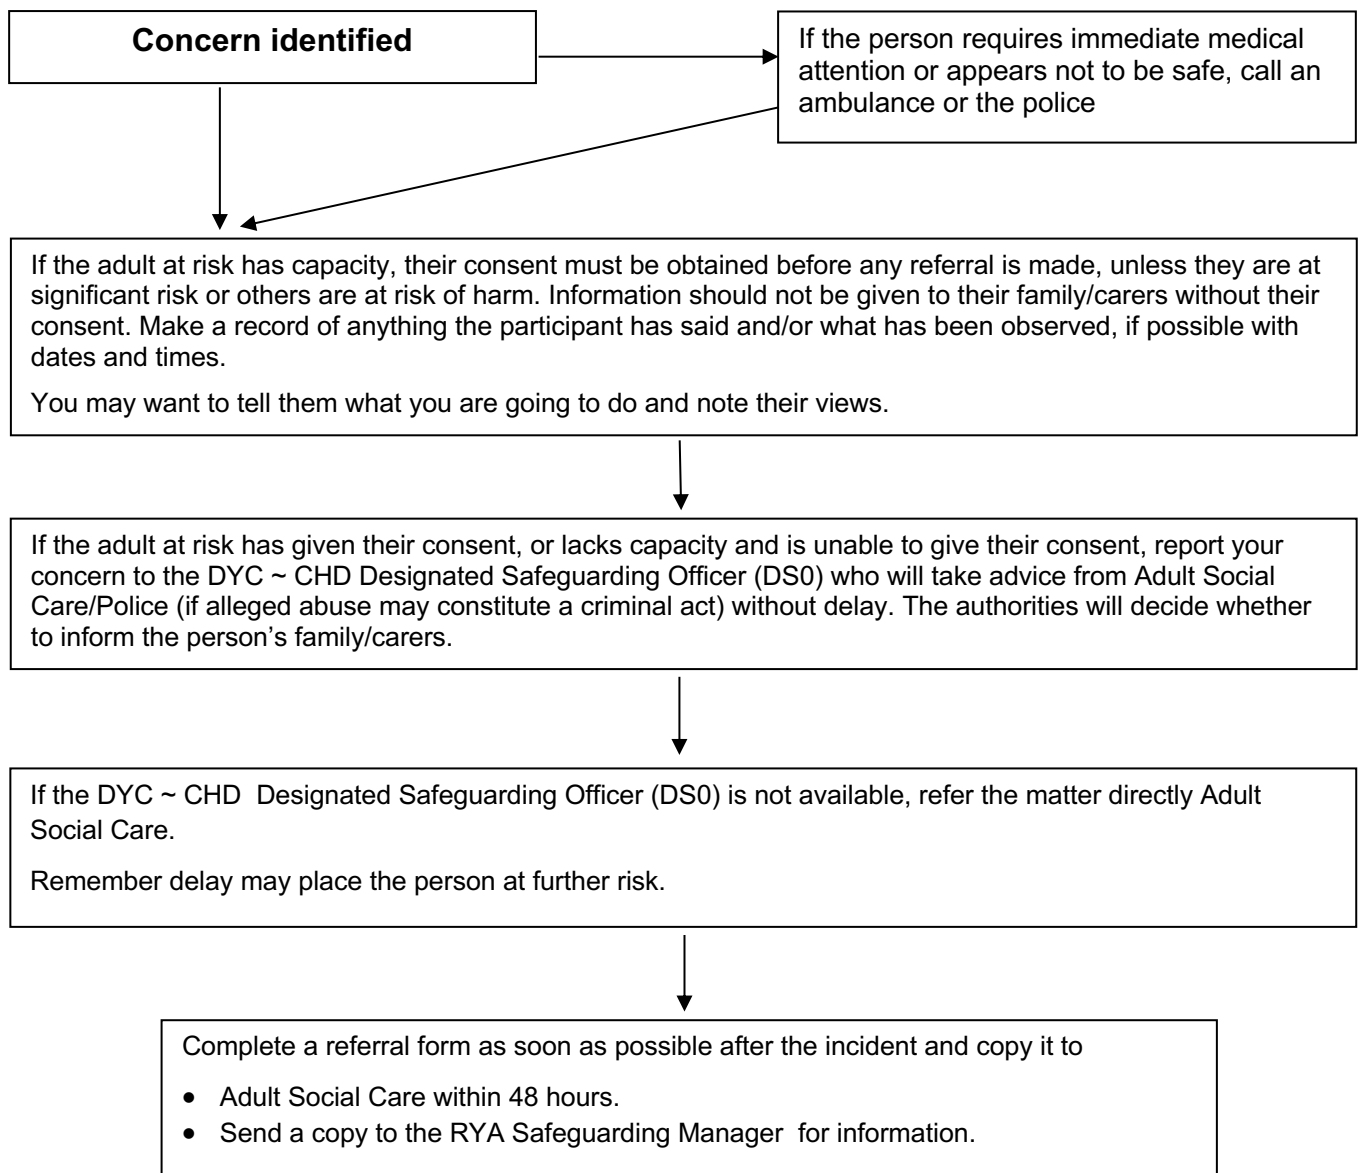 Concern identified
If the person requires immediate medical
attention or appears not to be safe, call an
ambulance or the police
If the adult at risk has capacity, their consent must be obtained before any referral is made, unless they are at
significant risk or others are at risk of harm. Information should not be given to their family/carers without their
consent. Make a record of anything the participant has said and/or what has been observed, if possible with
dates and times.
You may want to tell them what you are going to do and note their views.
If the adult at risk has given their consent, or lacks capacity and is unable to give their consent, report your
concern to the DYC ~ CHD Designated Safeguarding Officer (DS0) who will take advice from Adult Social
Care/Police (if alleged abuse may constitute a criminal act) without delay. The authorities will decide whether
to inform the person’s family/carers.
If the DYC ~ CHD  Designated Safeguarding Officer (DS0) is not available, refer the matter directly Adult
Social Care.
Remember delay may place the person at further risk.
Complete a referral form as soon as possible after the incident and copy it to
• Adult Social Care within 48 hours.
• Send a copy to the RYA Safeguarding Manager  for information.